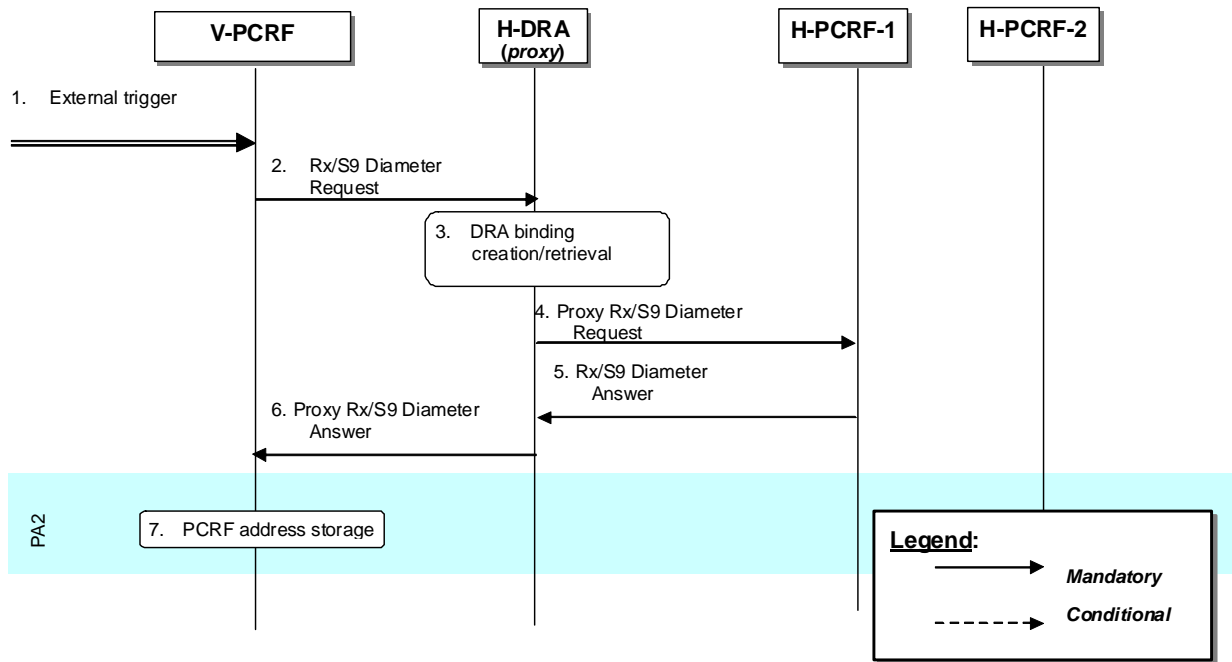 V-PCRF
H-DRA
(proxy)
H-PCRF-1
H-PCRF-2
1. External trigger
2. Rx/S9 Diameter
Request
3. DRA binding
creation/retrieval
4. Proxy Rx/S9 Diameter
Request
5. Rx/S9 Diameter
Answer
6. Proxy Rx/S9 Diameter
Answer
PA2
7. PCRF address storage
Legend:
Mandatory
Conditional